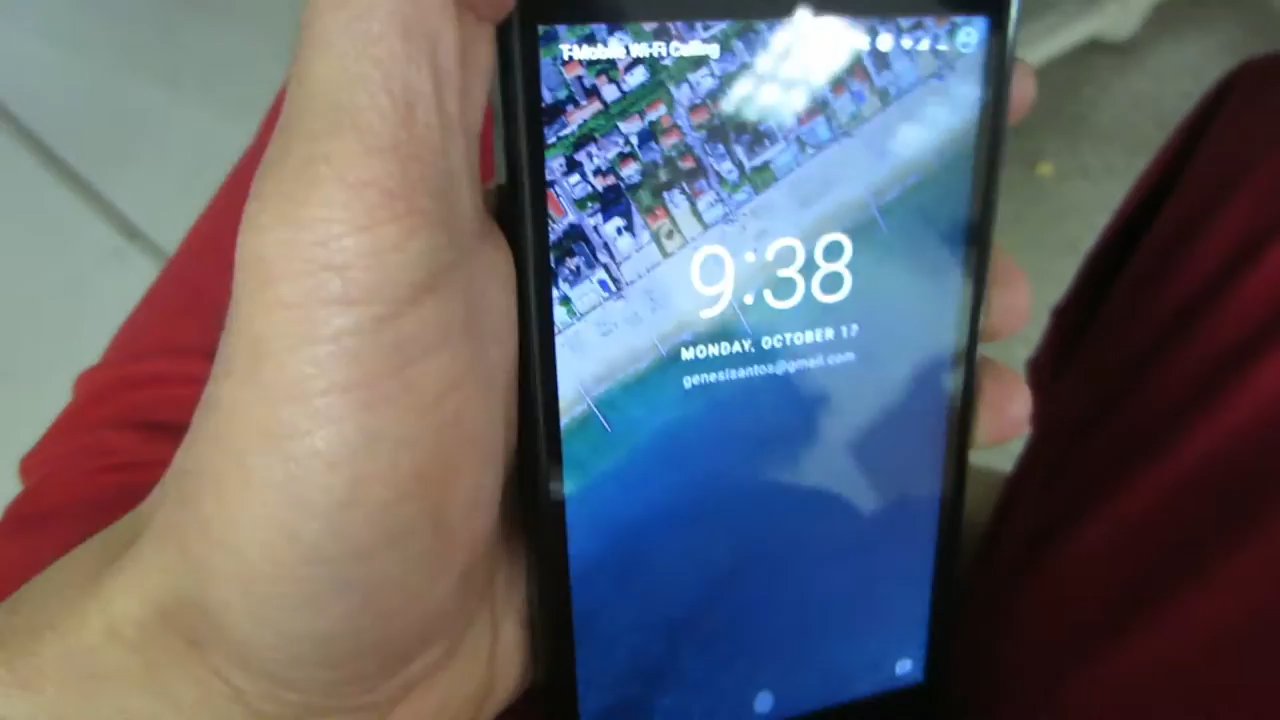 T-Mobile Wi-Fi Calling
9:38
MONDAY, OCTOBER 17
genesisantos@gmail.com